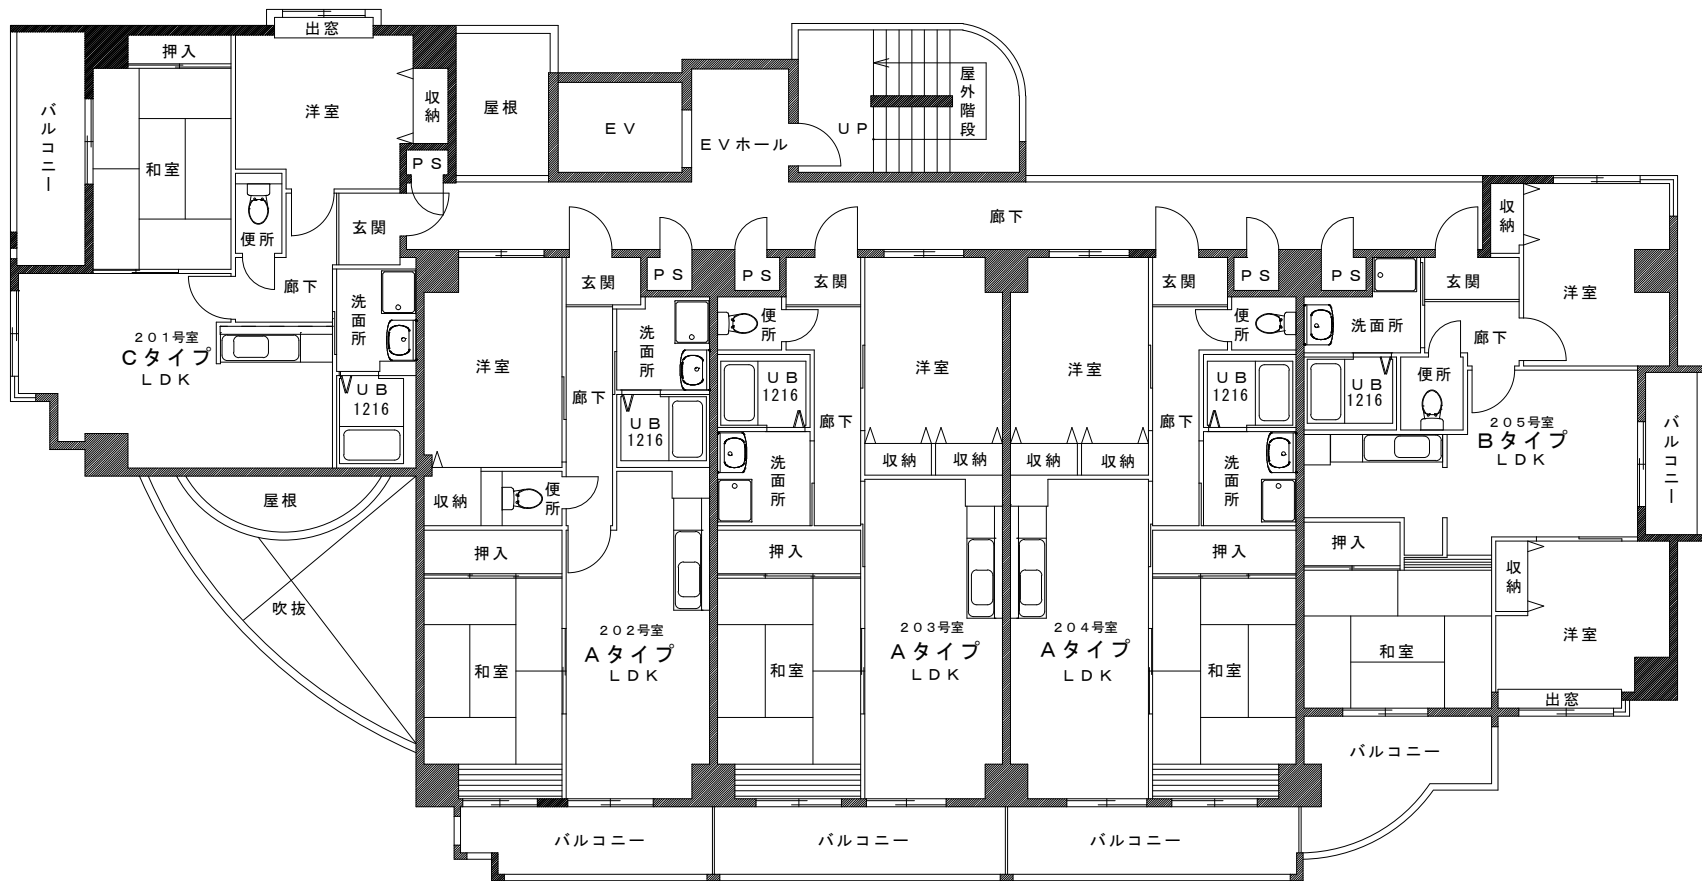 出窓
押入
バルコニー
洋室
収納
和室
PS
便所
玄関
廊下
洗面所
201号室
Cタイプ
LDK
UB
1216
屋根
EV
EVホール
UP
屋外階段
廊下
屋根
吹抜
PS
玄関
洋室
洗面所
廊下
UB
1216
収納
便所
押入
202号室
Aタイプ
LDK
和室
バルコニー
PS
玄関
便所
UB
1216
洋室
廊下
洗面所
収納
収納
押入
203号室
Aタイプ
LDK
和室
バルコニー
PS
玄関
便所
洋室
UB
1216
廊下
収納
収納
洗面所
押入
204号室
Aタイプ
LDK
和室
バルコニー
PS
収納
玄関
洋室
洗面所
廊下
UB
1216
便所
205号室
Bタイプ
LDK
バルコニー
押入
収納
和室
洋室
出窓
バルコニー